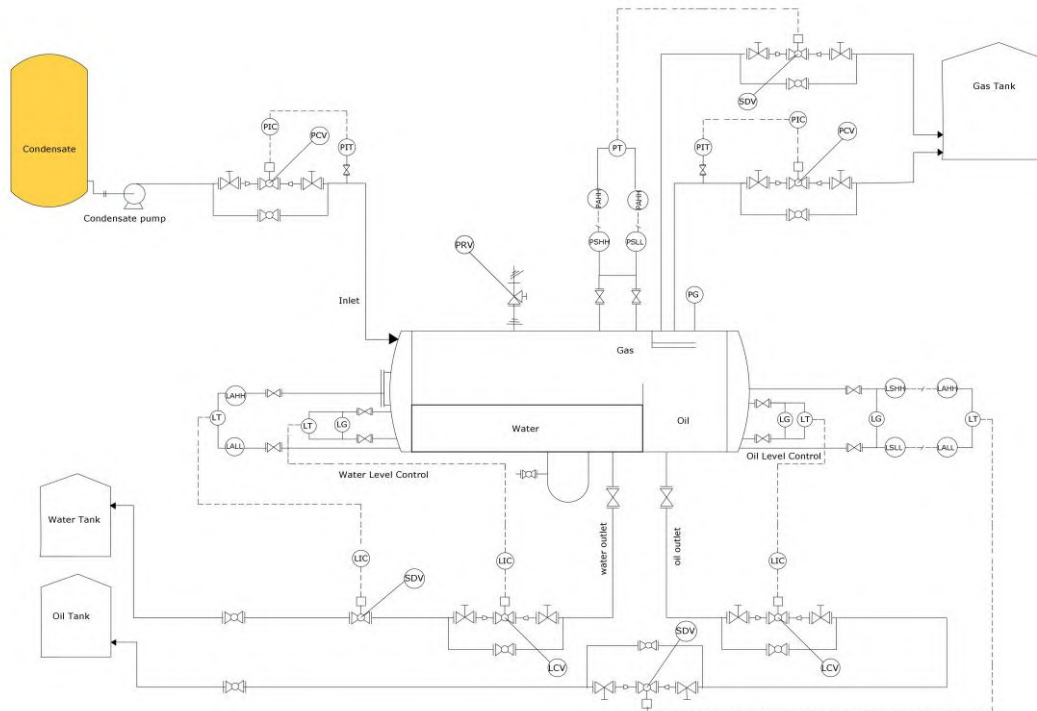 PT
SDV
Gas Tank
PIC
PIC
PCV
PIT
PIT
PCV
Condensate
PAHH
PAHH
Condensate pump
PRV
PSHH
PSLL
PG
Inlet
Gas
LAHH
LSHH
LAHH
LT
LT
LG
Water
Oil
LG
LT
LG
LT
LALL
LSLL
LALL
Water Level Control
Oil Level Control
Water Tank
water outlet
oil outlet
LIC
LIC
LIC
SDV
Oil Tank
SDV
LCV
LCV